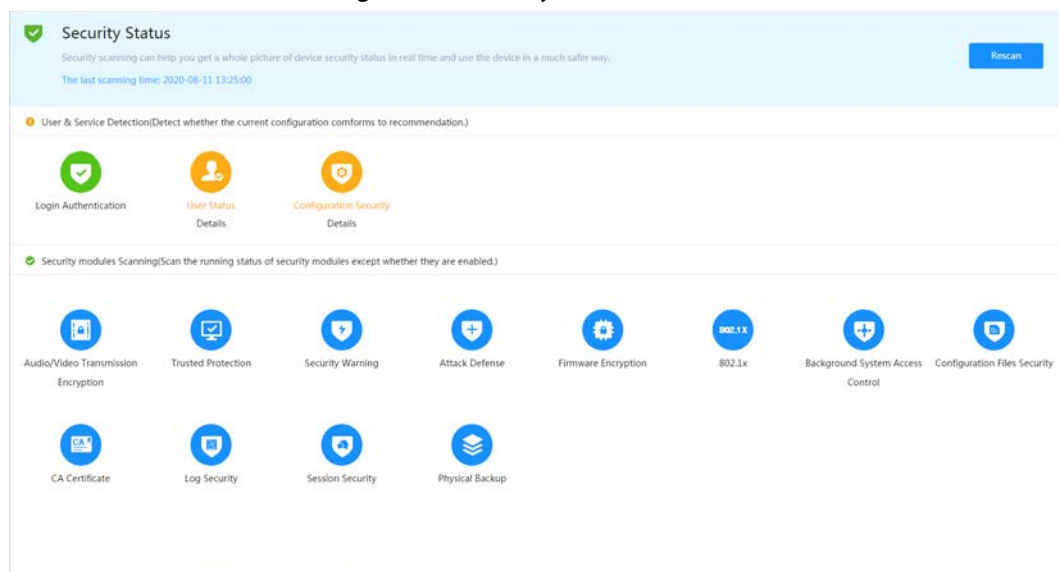 Security Status
Security scanning can help you get a whole picture of device security status in real time and use the device in a much safer way.
Rescan
The last scanning time: 2020-08-11 13:25:00
User & Service Detection(Detect whether the current configuration comforms to recommendation.)
Login Authentication
User Status
Details
Configuration Security
Details
Security modules Scanning(Scan the running status of security modules except whether they are enabled.)
Audio/Video Transmission
Encryption
Trusted Protection
Security Warning
Attack Defense
Firmware Encryption
802.1X
802.1x
Background System Access
Control
Configuration Files Security
CA
CA Certificate
Log Security
Session Security
Physical Backup